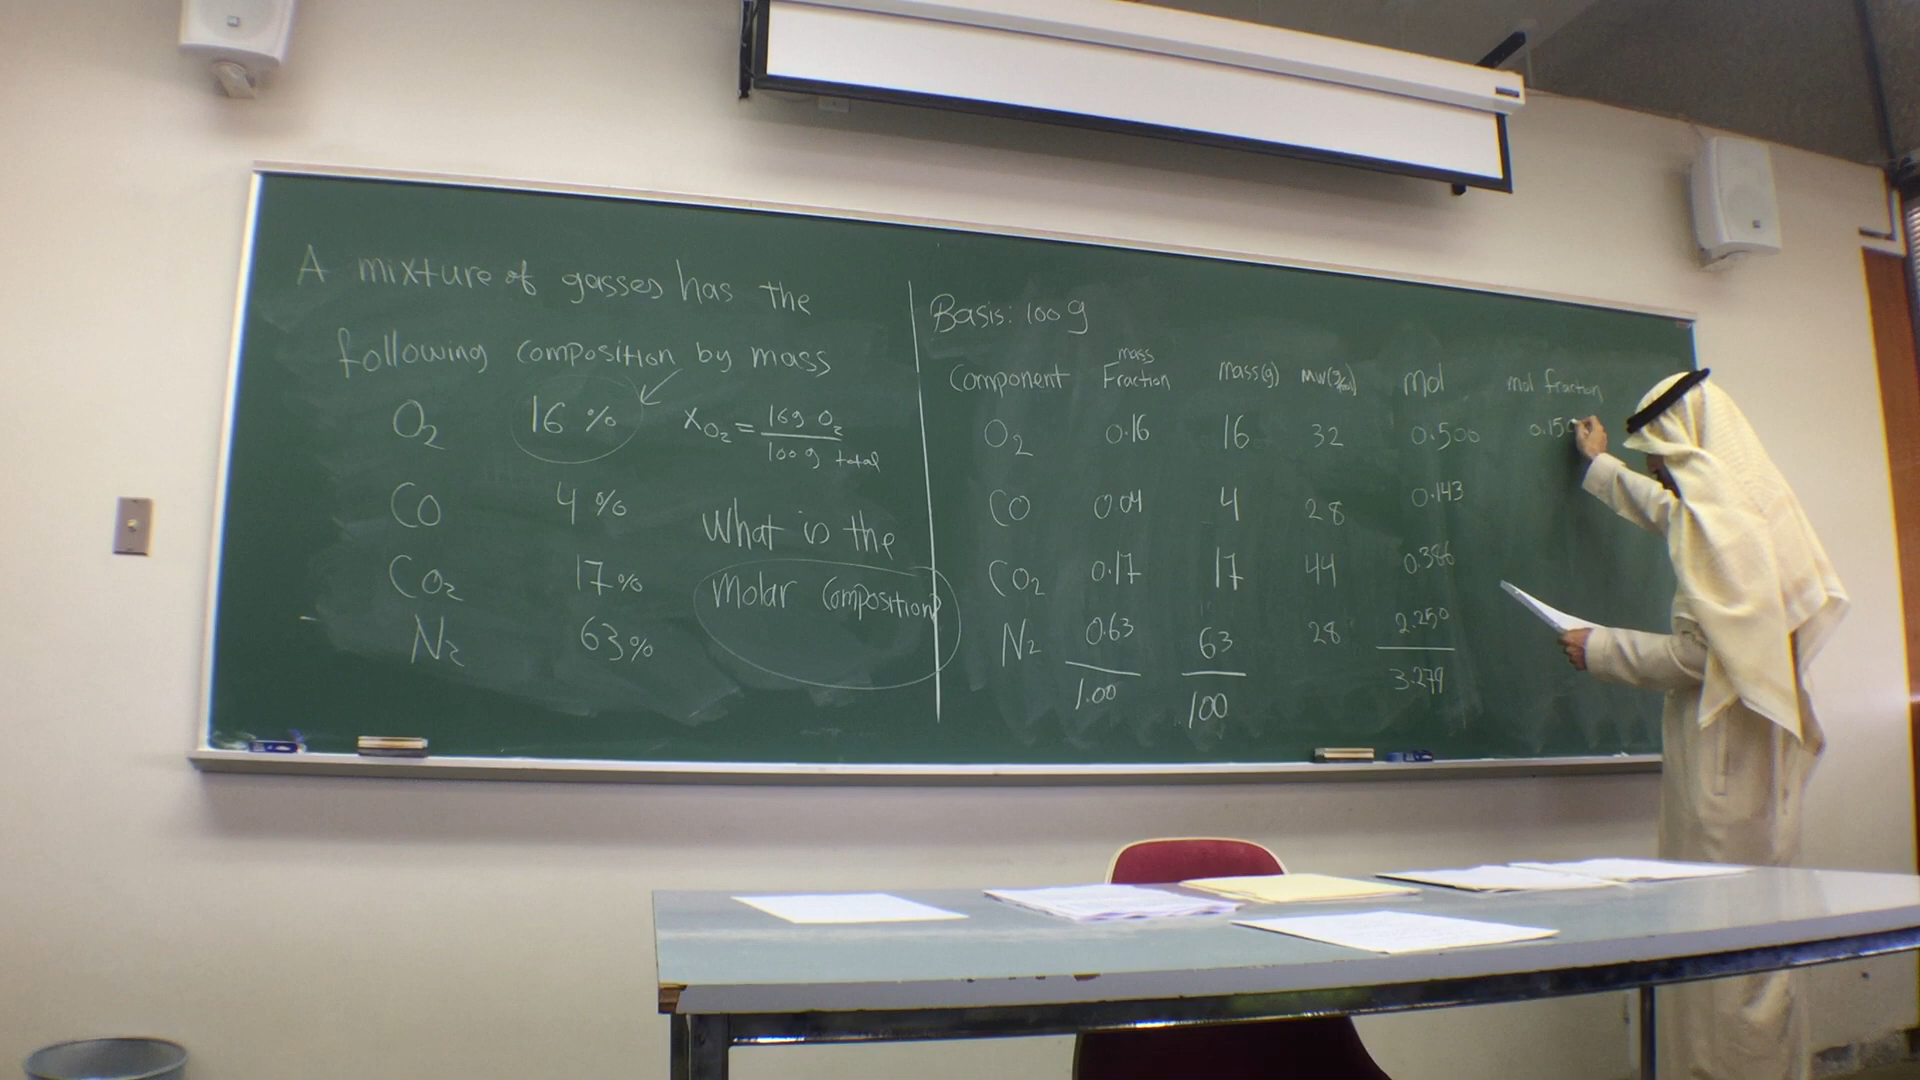 A mixture of gasses has the
following composition by mass
O2 16 % XO2 = 16g O2 / 100 g total
CO 4 %
What is the
CO2 17 %
Molar Composition?
N2 63 %
Basis: 100 g
Component mass Fraction mass(g) MW(g/mol) Mol mol fraction
O2 0.16 16 32 0.500 0.150
CO 0.04 4 28 0.143
CO2 0.17 17 44 0.386
N2 0.63 63 28 2.250
1.00 100 3.279